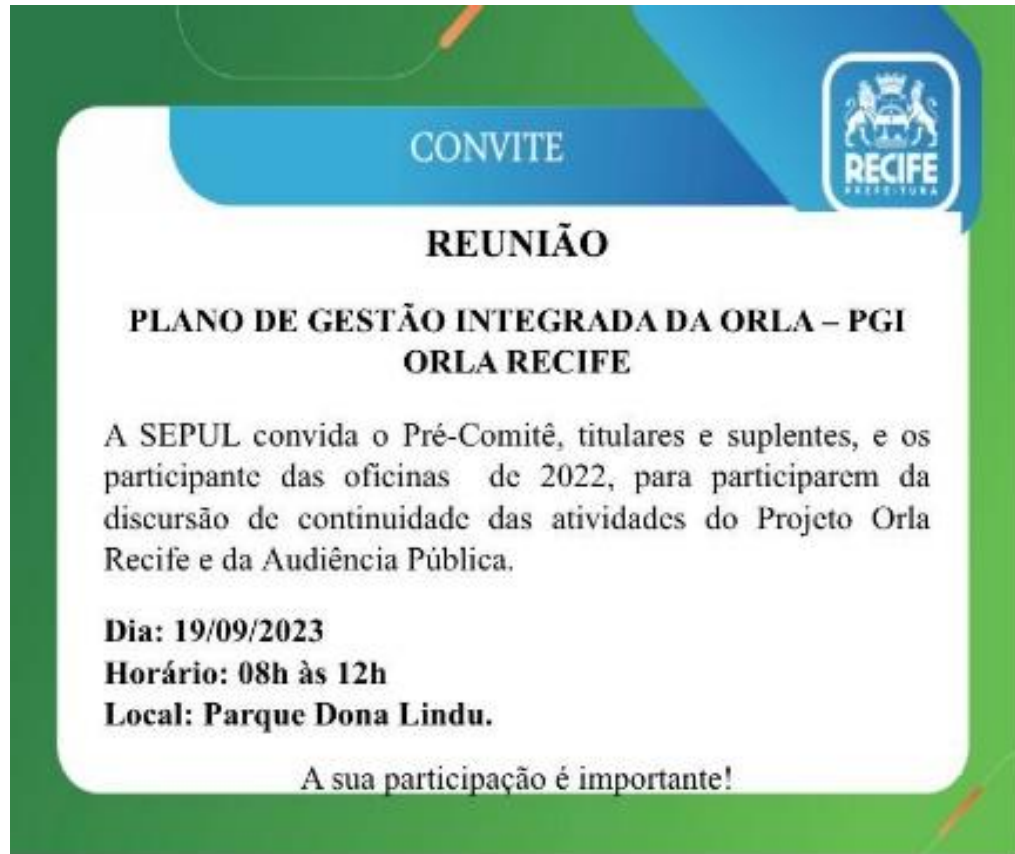 CONVITE
RECIFE
PREFEITURA
REUNIÃO
PLANO DE GESTÃO INTEGRADA DA ORLA – PGI
ORLA RECIFE
A SEPUL convida o Pré-Comitê, titulares e suplentes, e os
participante das oficinas de 2022, para participarem da
discursão de continuidade das atividades do Projeto Orla
Recife e da Audiência Pública.
Dia: 19/09/2023
Horário: 08h às 12h
Local: Parque Dona Lindu.
A sua participação é importante!